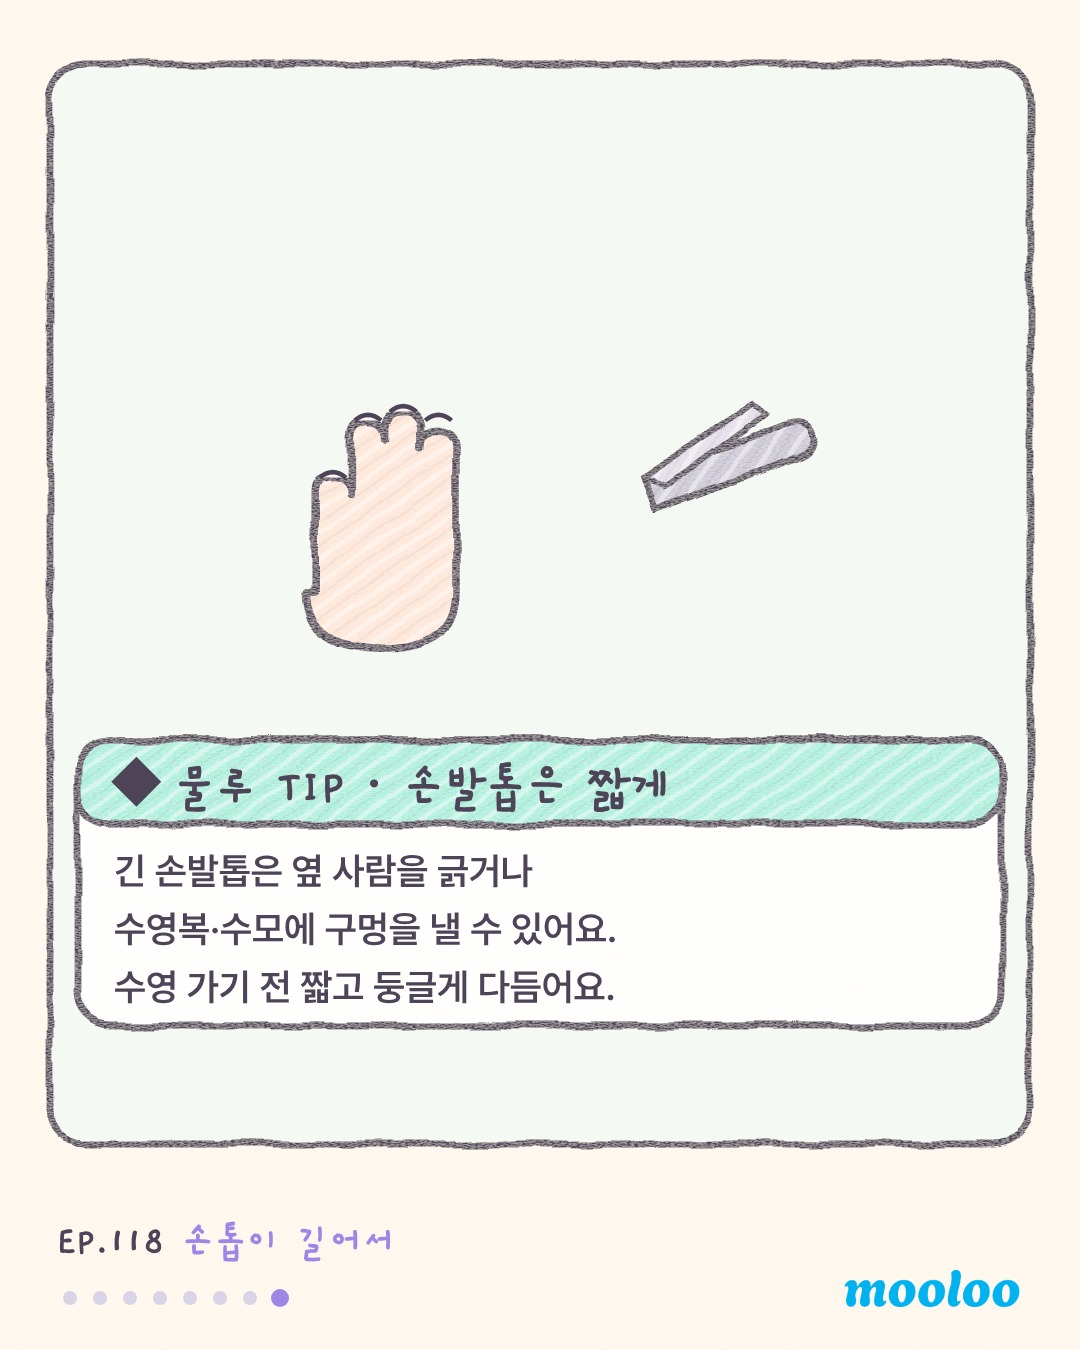 물루 TIP · 손발톱은 짧게
긴 손발톱은 옆 사람을 긁거나
수영복·수모에 구멍을 낼 수 있어요.
수영 가기 전 짧고 둥글게 다듬어요.
EP.118 손톱이 길어서
mooloo